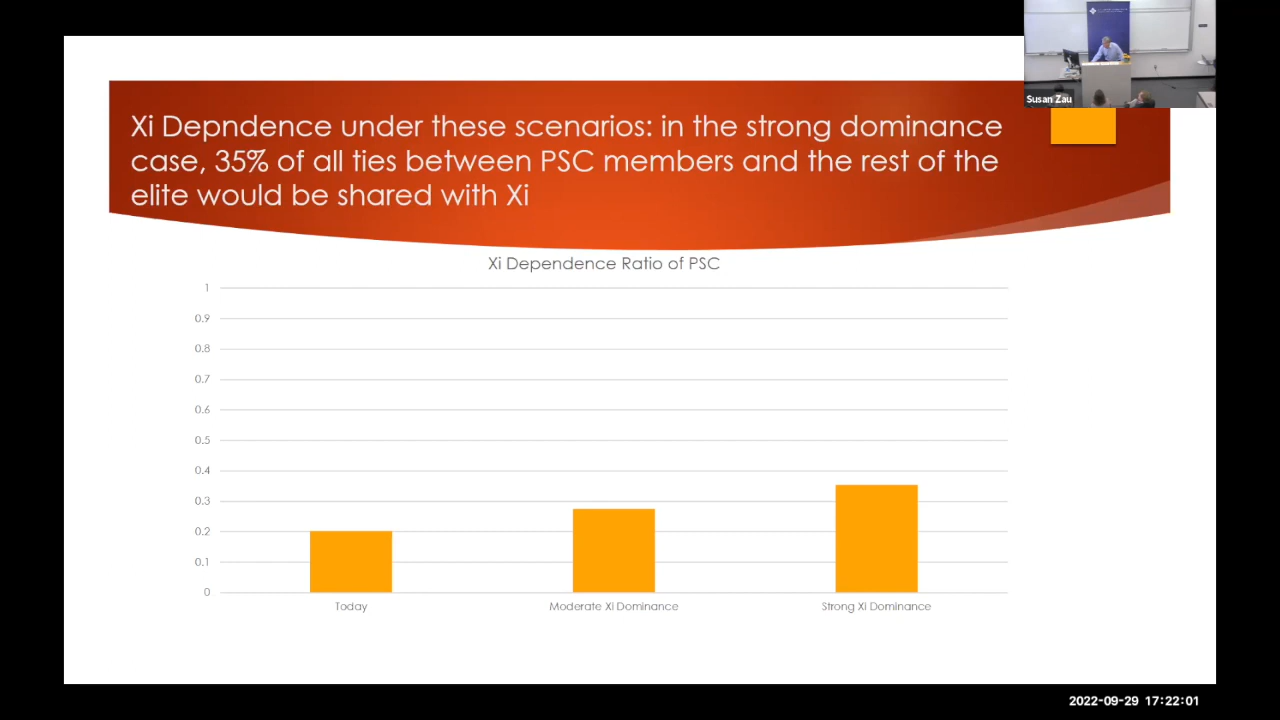 Xi Depndence under these scenarios: in the strong dominance
case, 35% of all ties between PSC members and the rest of the
elite would be shared with Xi
Susan Zau
Xi Dependence Ratio of PSC
1
0.9
0.8
0.7
0.6
0.5
0.4
0.3
0.2
0.1
0
Today
Moderate Xi Dominance
Strong Xi Dominance
2022-09-29 17:22:01